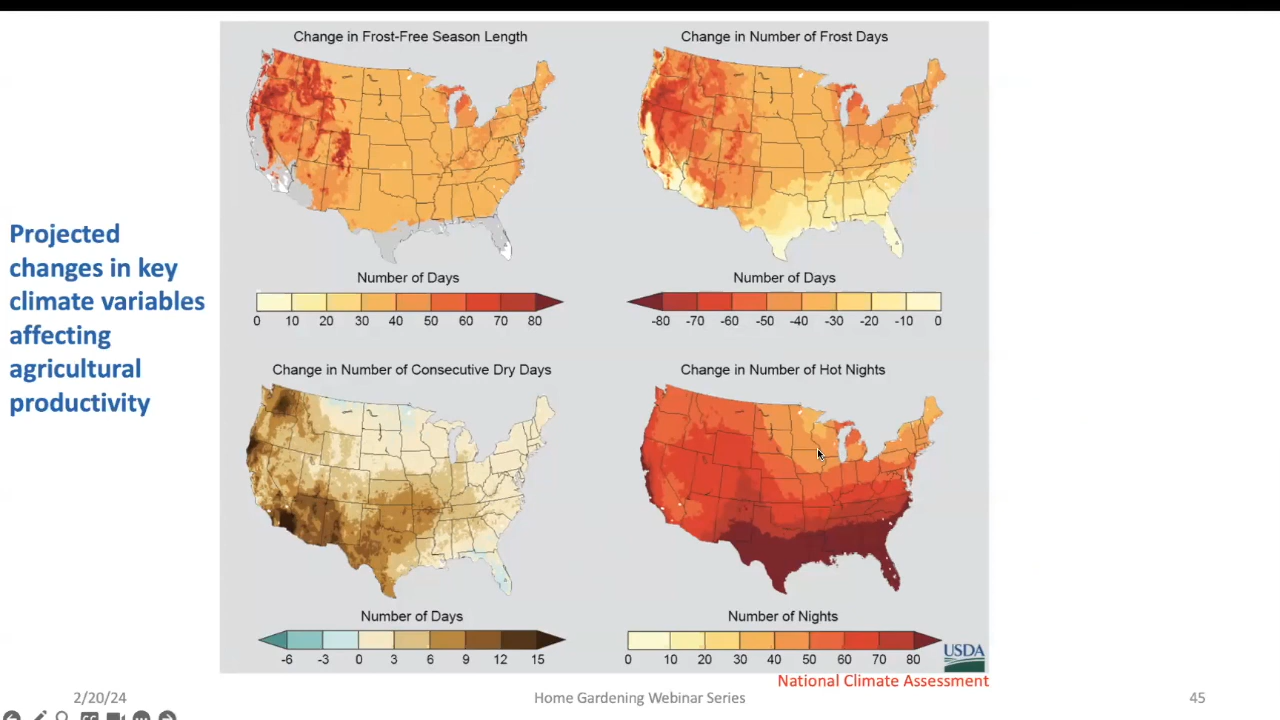 Projected
changes in key
climate variables
affecting
agricultural
productivity
Change in Frost-Free Season Length
Number of Days
0 10 20 30 40 50 60 70 80
Change in Number of Frost Days
Number of Days
-80 -70 -60 -50 -40 -30 -20 -10 0
Change in Number of Consecutive Dry Days
Number of Days
-6 -3 0 3 6 9 12 15
Change in Number of Hot Nights
Number of Nights
0 10 20 30 40 50 60 70 80
USDA
National Climate Assessment
2/20/24
Home Gardening Webinar Series
45